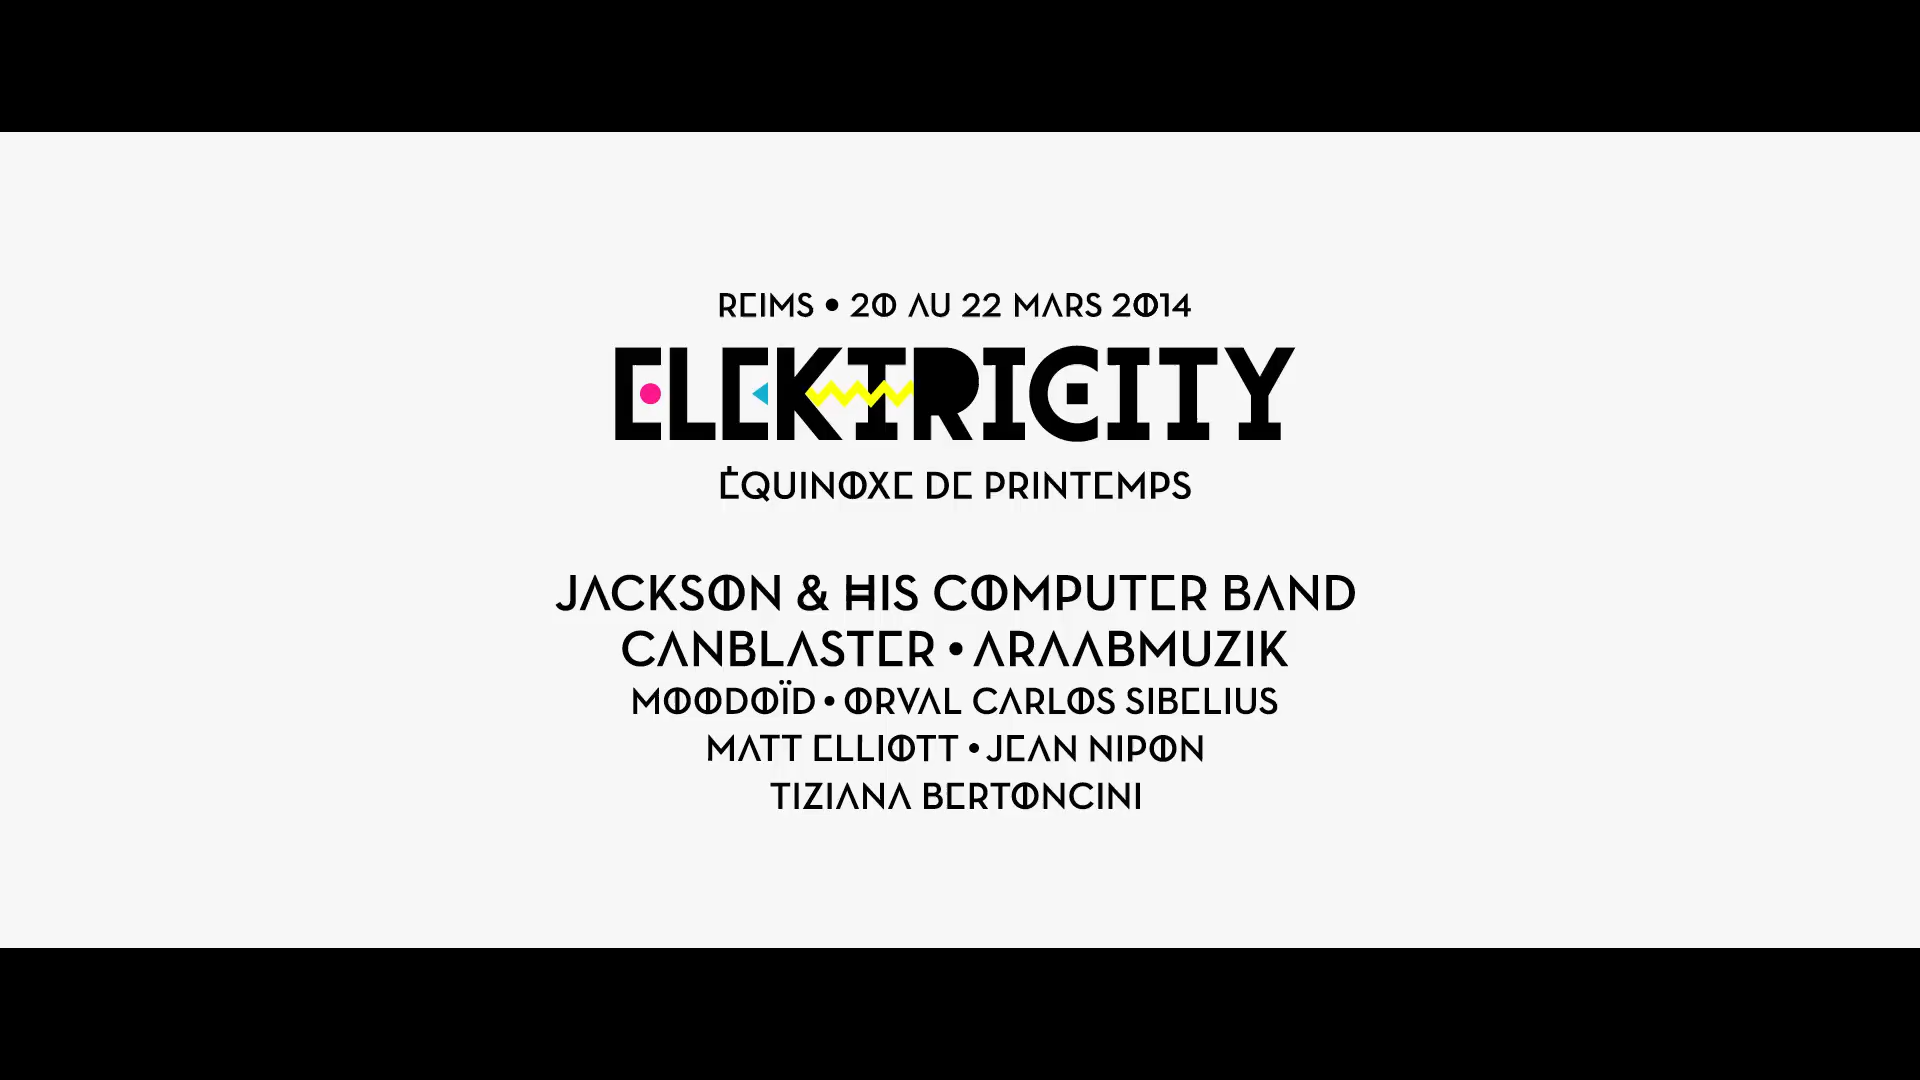 REIMS • 20 AU 22 MARS 2014
ELEKTRICITY
ÉQUINOXE DE PRINTEMPS
JACKSON & HIS COMPUTER BAND
CANBLASTER • ARAABMUZIK
MOODOÏD • ORVAL CARLOS SIBELIUS
MATT ELLIOTT • JEAN NIPON
TIZIANA BERTONCINI